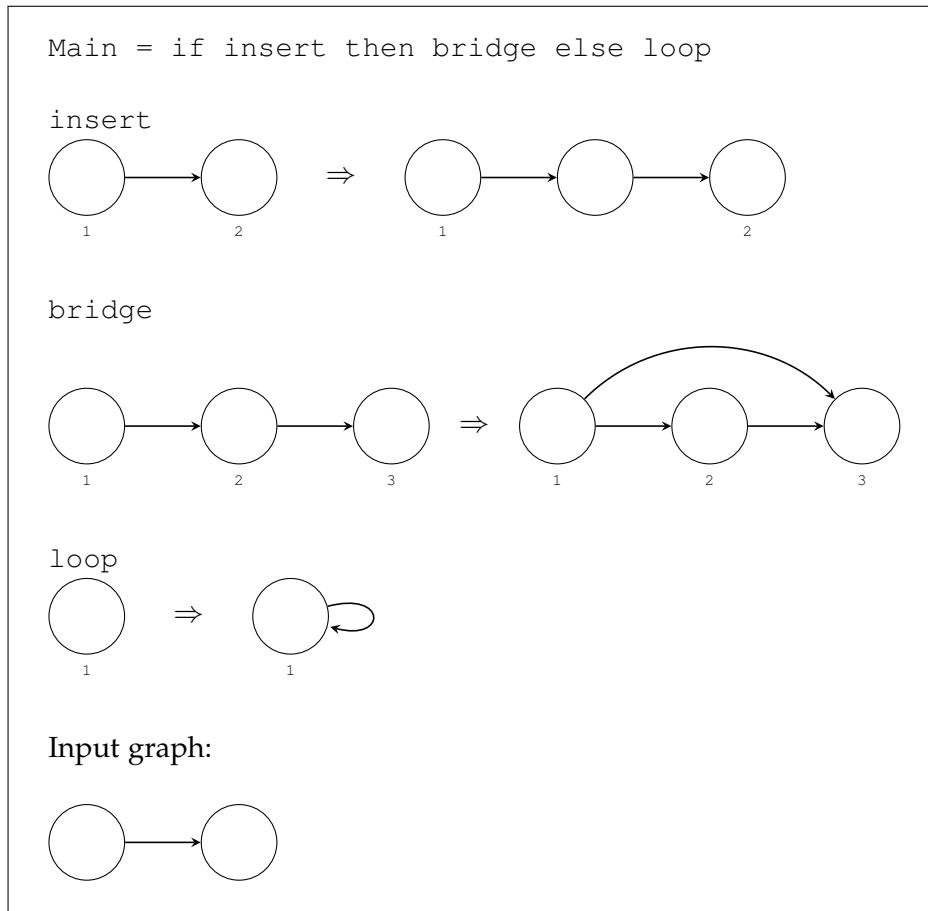 Main = if insert then bridge else loop
insert
⇒
1 2 1 2
bridge
⇒
1 2 3 1 2 3
loop
⇒
1 1
Input graph: